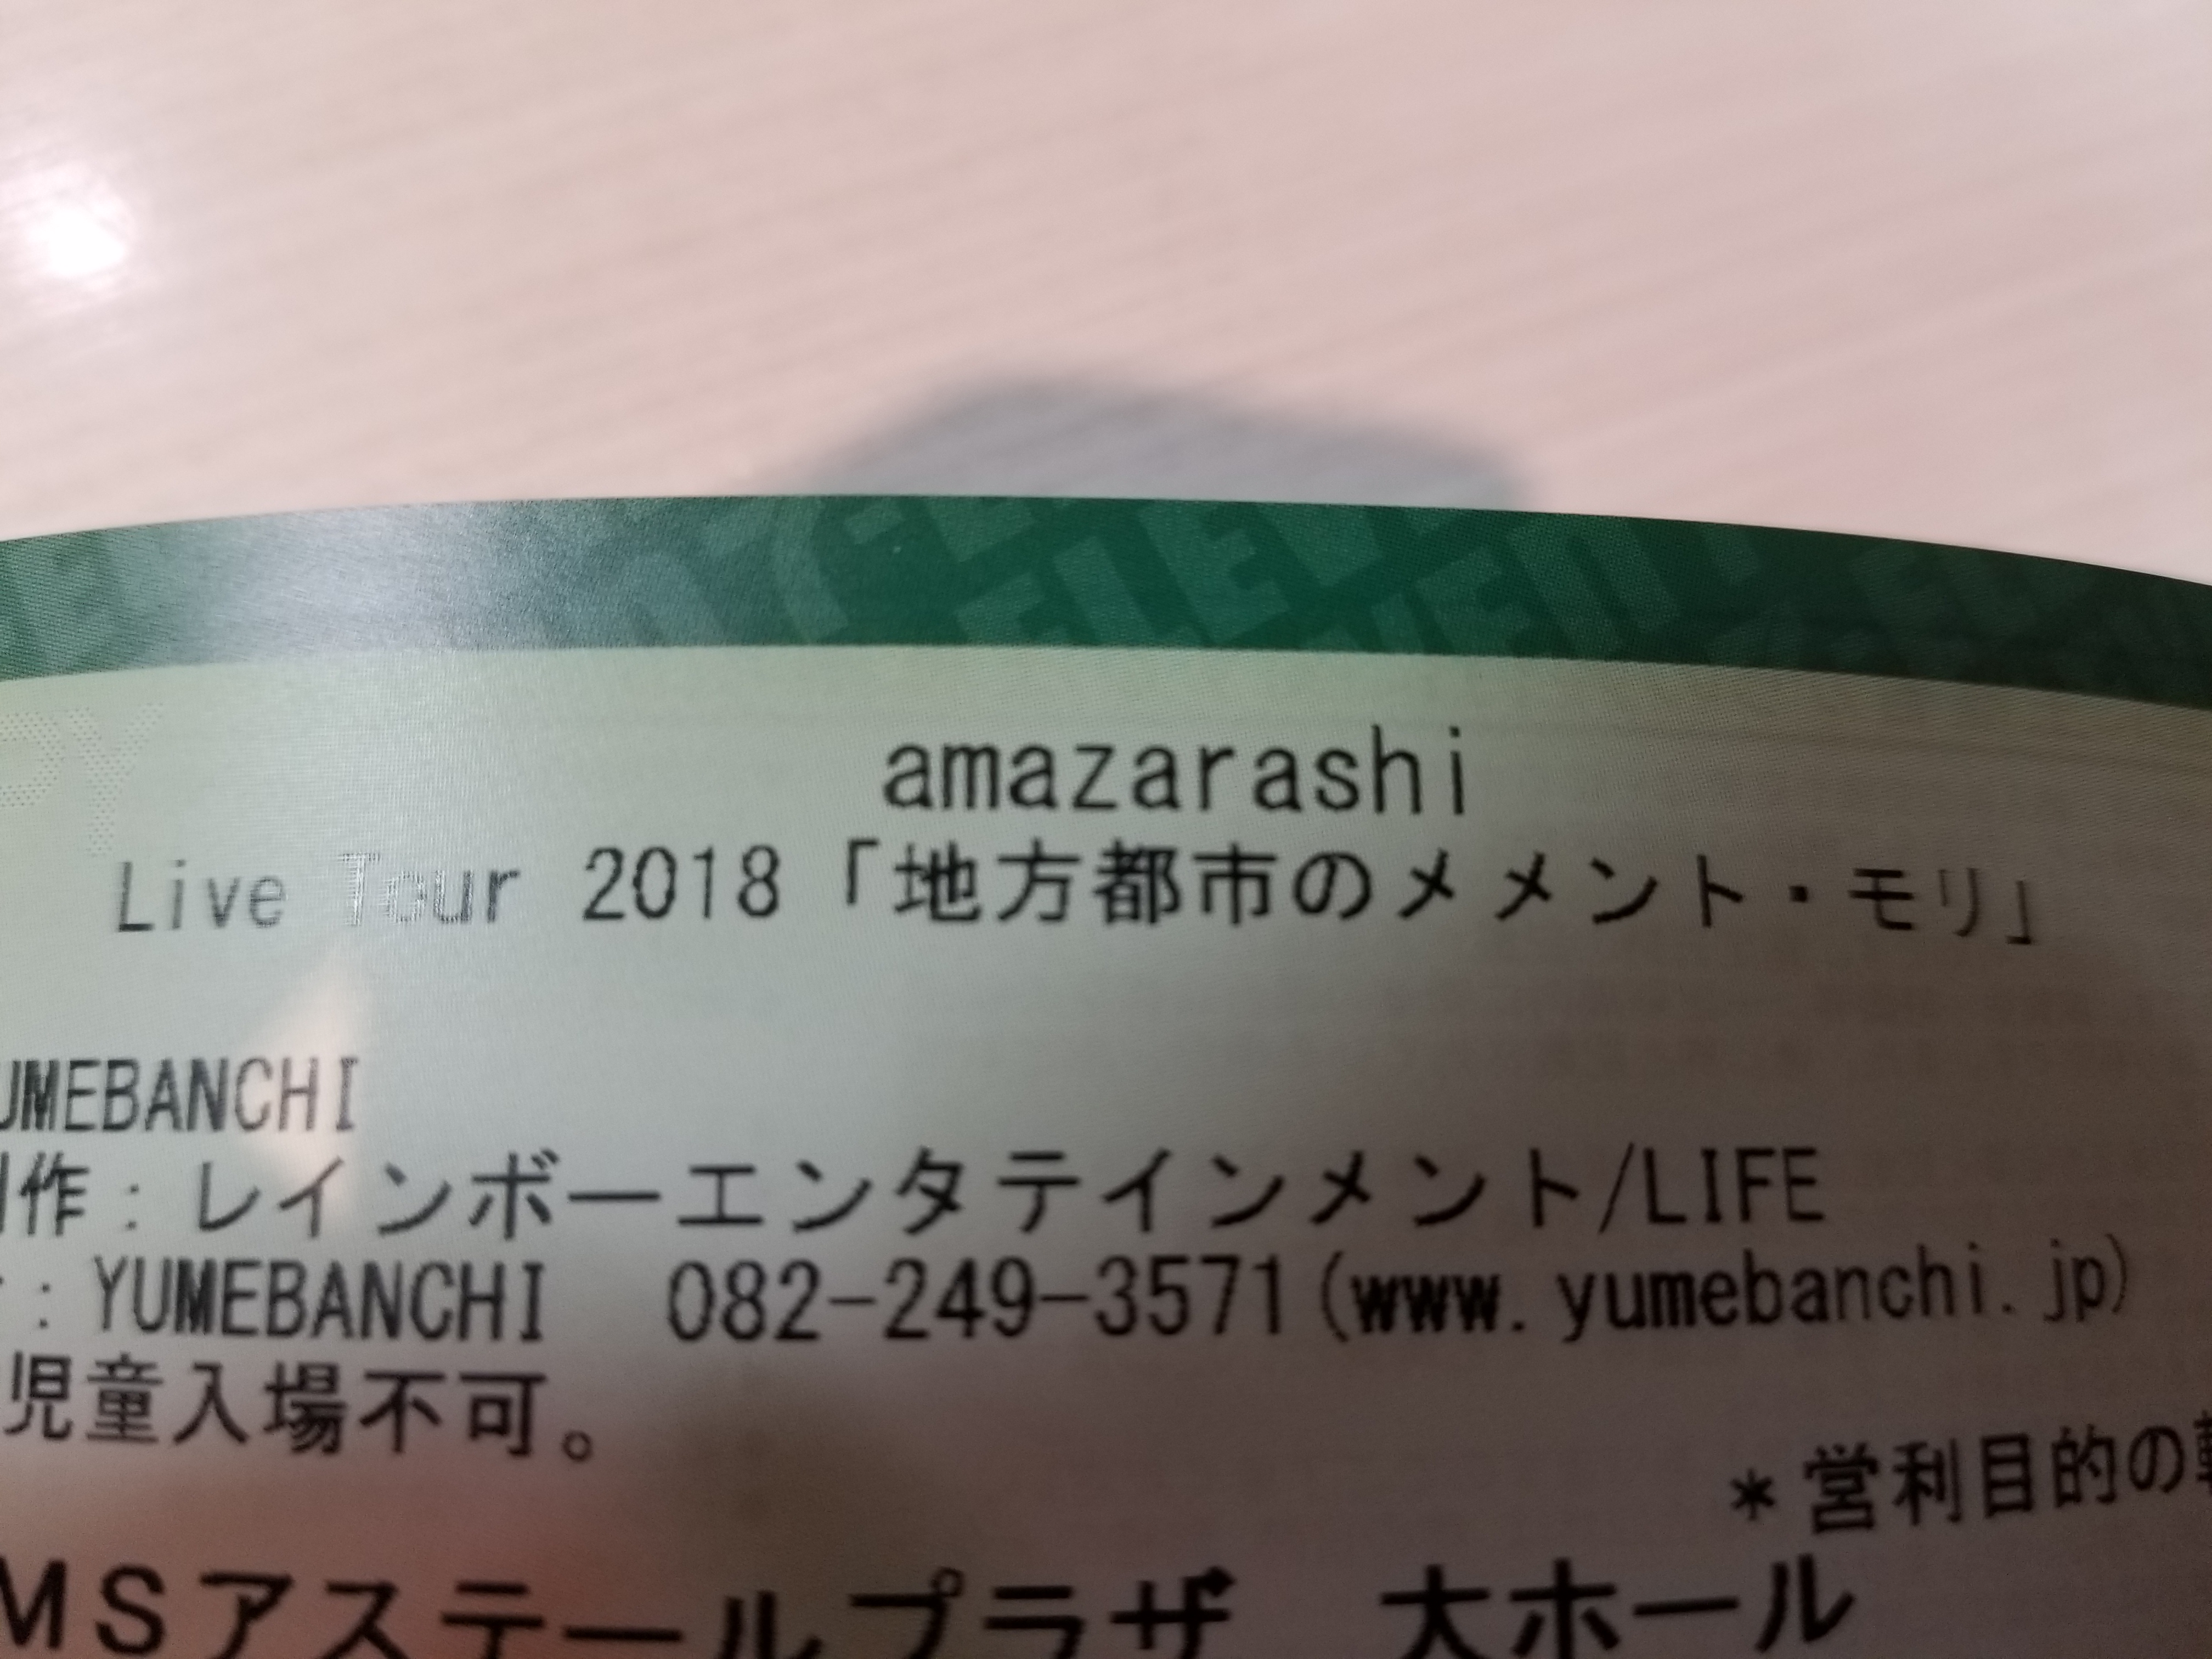 amazarashi
Live Tour 2018「地方都市のメメント・モリ」
UMEBANCHI
制作：レインボーエンタテインメント/LIFE
：YUMEBANCHI 082-249-3571(www.yumebanchi.jp)
児童入場不可。
＊営利目的の
ＭＳアステールプラザ 大ホール